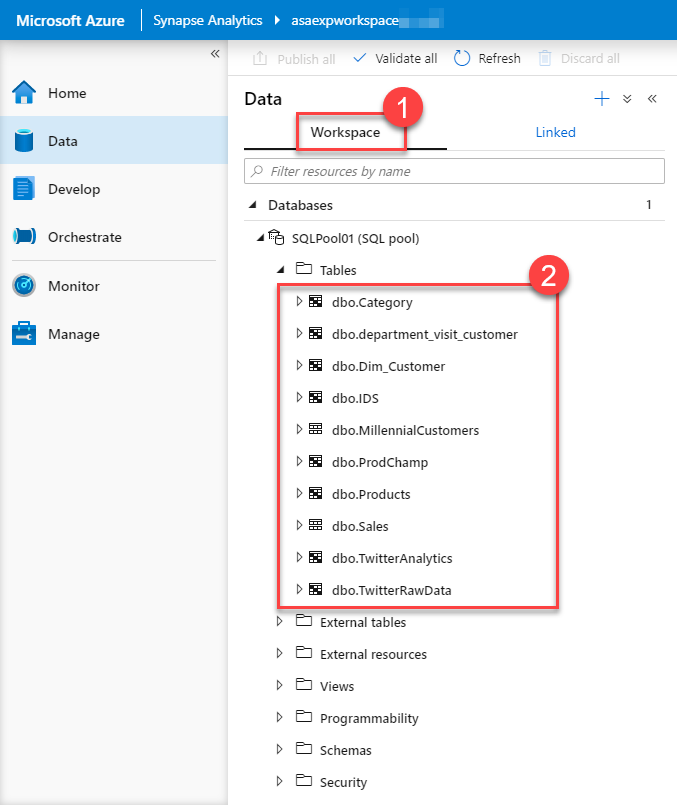 Microsoft Azure Synapse Analytics asaexpworkspace
Publish all Validate all Refresh Discard all
Home
Data
Develop
Orchestrate
Monitor
Manage
Data
1
Workspace Linked
Filter resources by name
Databases 1
SQLPool01 (SQL pool)
Tables
2
dbo.Category
dbo.department_visit_customer
dbo.Dim_Customer
dbo.IDS
dbo.MillennialCustomers
dbo.ProdChamp
dbo.Products
dbo.Sales
dbo.TwitterAnalytics
dbo.TwitterRawData
External tables
External resources
Views
Programmability
Schemas
Security